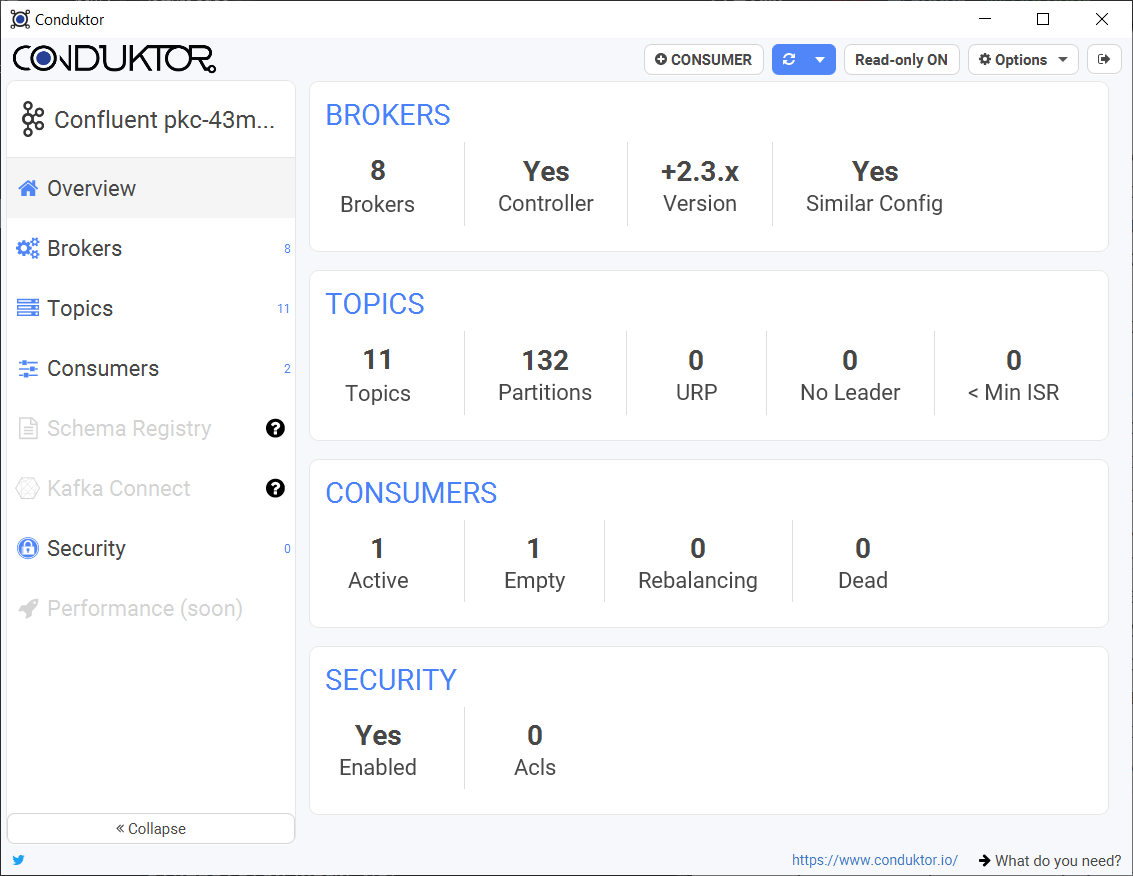 Conduktor
CONDUKTOR
CONSUMER
Read-only ON
Options
Confluent pkc-43m...
Overview
Brokers 8
Topics 11
Consumers 2
Schema Registry ?
Kafka Connect ?
Security 0
Performance (soon)
« Collapse
BROKERS
8 Yes +2.3.x Yes
Brokers Controller Version Similar Config
TOPICS
11 132 0 0 0
Topics Partitions URP No Leader < Min ISR
CONSUMERS
1 1 0 0
Active Empty Rebalancing Dead
SECURITY
Yes 0
Enabled Acls
https://www.conduktor.io/ What do you need?